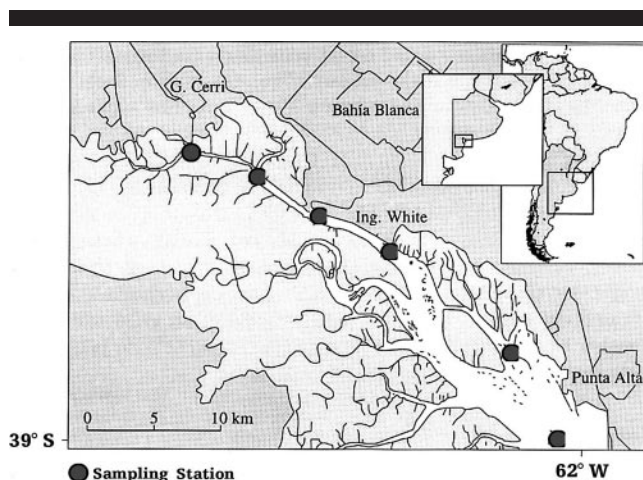 G. Cerri
Bahía Blanca
Ing. White
Punta Alta
0 5 10 km
39° S
Sampling Station
62° W